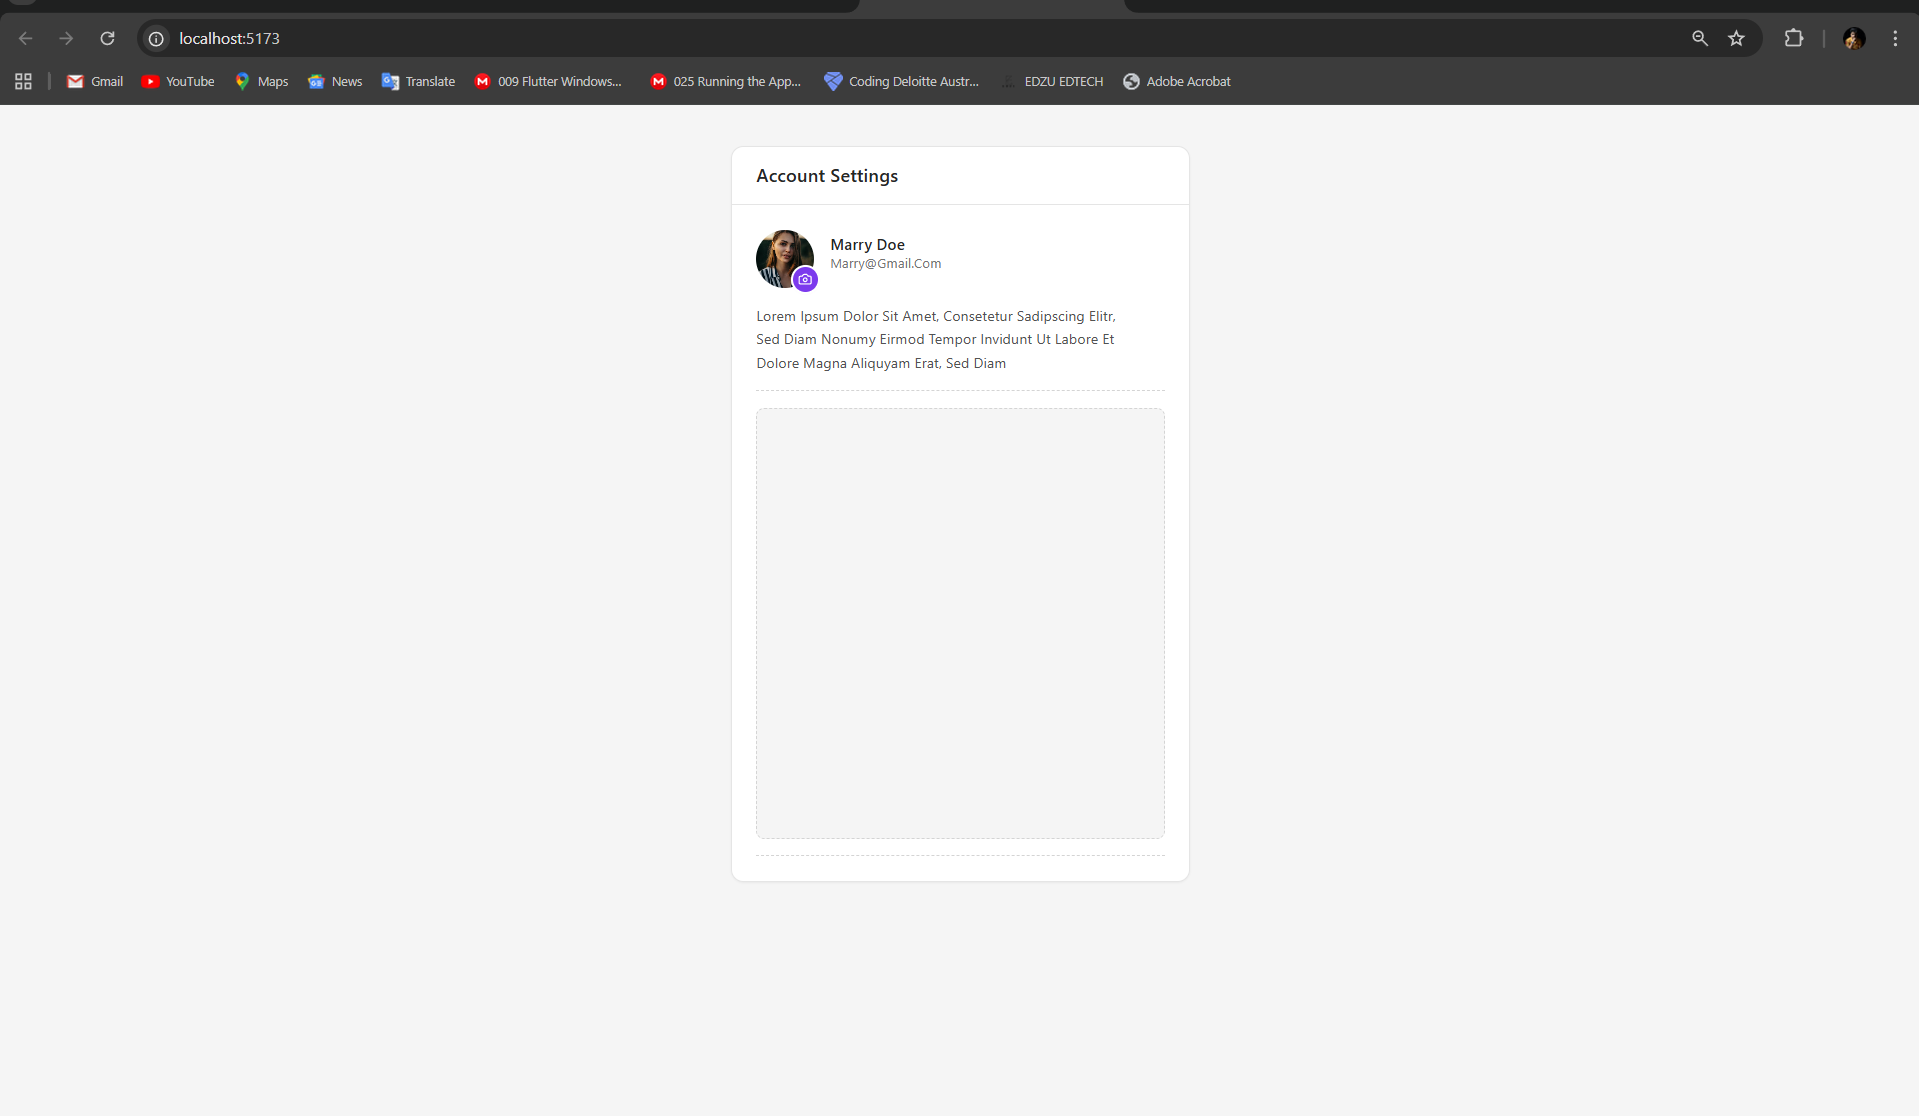 localhost:5173
Gmail YouTube Maps News Translate 009 Flutter Windows... 025 Running the App... Coding Deloitte Austr... EDZU EDTECH Adobe Acrobat
Account Settings
Marry Doe
Marry@Gmail.Com
Lorem Ipsum Dolor Sit Amet, Consetetur Sadipscing Elitr,
Sed Diam Nonumy Eirmod Tempor Invidunt Ut Labore Et
Dolore Magna Aliquyam Erat, Sed Diam